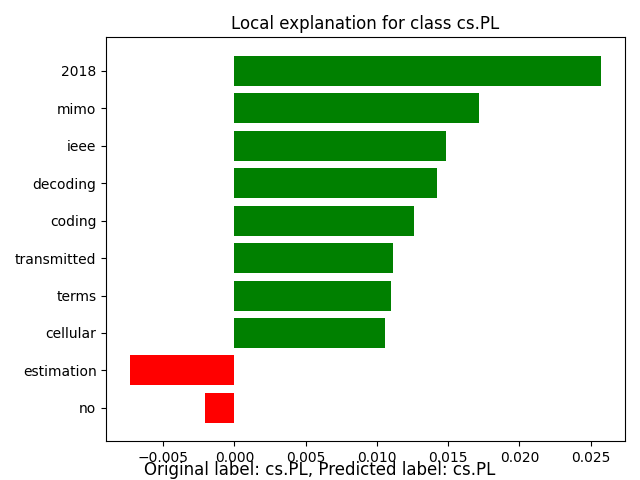 Local explanation for class cs.PL
2018
mimo
ieee
decoding
coding
transmitted
terms
cellular
estimation
no
−0.005 0.000 0.005 0.010 0.015 0.020 0.025
Original label: cs.PL, Predicted label: cs.PL